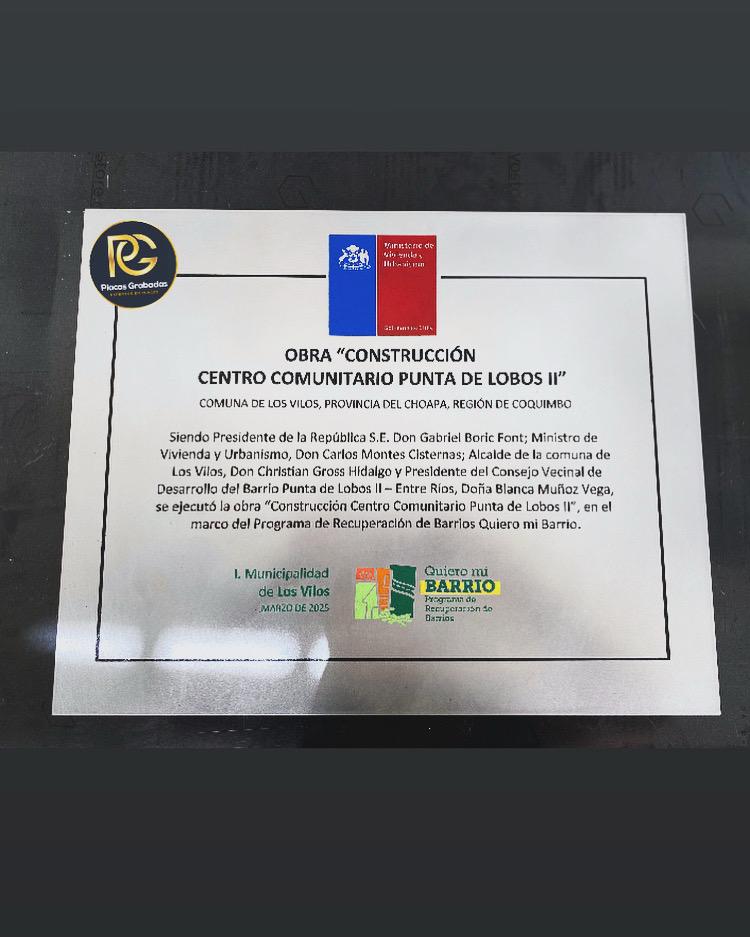 PG
Placas Grabadas
Ministerio de
Vivienda y
Urbanismo
Gobierno de Chile
OBRA “CONSTRUCCIÓN
CENTRO COMUNITARIO PUNTA DE LOBOS II”
COMUNA DE LOS VILOS, PROVINCIA DEL CHOAPA, REGIÓN DE COQUIMBO
Siendo Presidente de la República S.E. Don Gabriel Boric Font; Ministro de
Vivienda y Urbanismo, Don Carlos Montes Cisternas; Alcalde de la comuna de
Los Vilos, Don Christian Gross Hidalgo y Presidente del Consejo Vecinal de
Desarrollo del Barrio Punta de Lobos II – Entre Ríos, Doña Blanca Muñoz Vega,
se ejecutó la obra “Construcción Centro Comunitario Punta de Lobos II”, en el
marco del Programa de Recuperación de Barrios Quiero mi Barrio.
I. Municipalidad
de Los Vilos
MARZO DE 2025
Quiero mi
BARRIO
Programa de
Recuperación de
Barrios